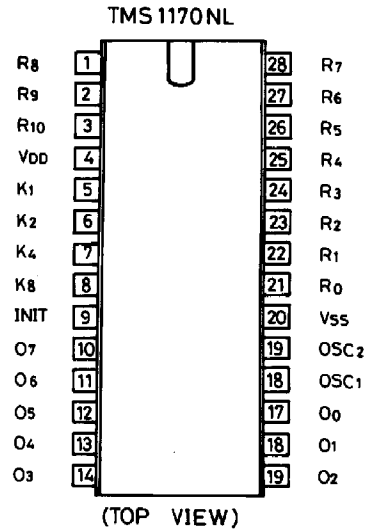 TMS 1170 NL
R8 1 28 R7
R9 2 27 R6
R10 3 26 R5
VDD 4 25 R4
K1 5 24 R3
K2 6 23 R2
K4 7 22 R1
K8 8 21 R0
INIT 9 20 VSS
O7 10 19 OSC2
O6 11 18 OSC1
O5 12 17 O0
O4 13 18 O1
O3 14 19 O2
(TOP VIEW)